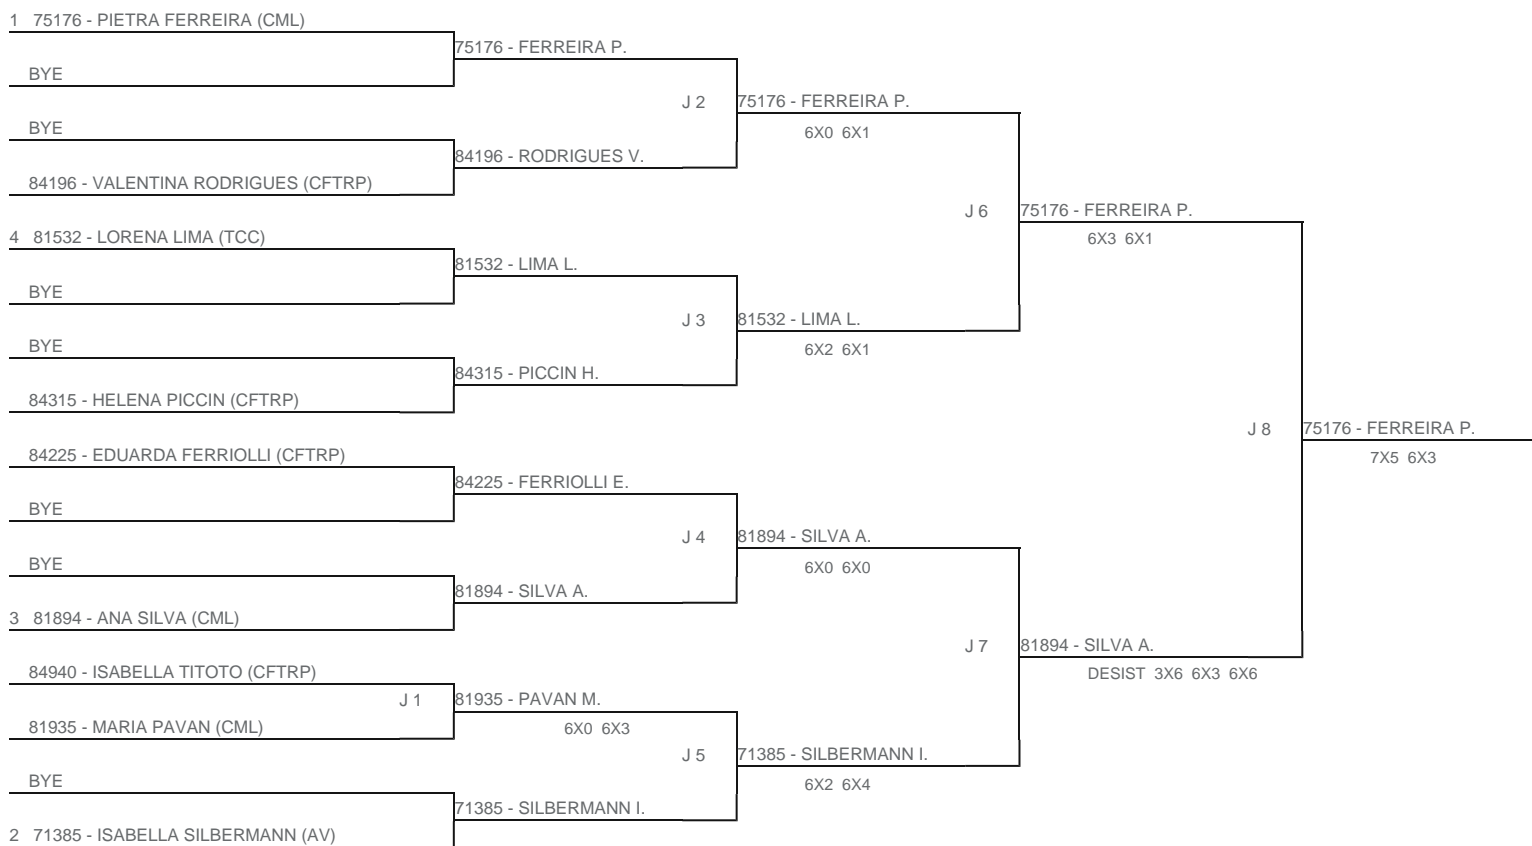 1 75176 - PIETRA FERREIRA (CML)
75176 - FERREIRA P.
BYE
J 2
75176 - FERREIRA P.
6X0 6X1
BYE
84196 - RODRIGUES V.
84196 - VALENTINA RODRIGUES (CFTRP)
J 6
75176 - FERREIRA P.
6X3 6X1
4 81532 - LORENA LIMA (TCC)
81532 - LIMA L.
BYE
J 3
81532 - LIMA L.
6X2 6X1
BYE
84315 - PICCIN H.
84315 - HELENA PICCIN (CFTRP)
J 8
75176 - FERREIRA P.
7X5 6X3
84225 - EDUARDA FERRIOLLI (CFTRP)
84225 - FERRIOLLI E.
BYE
J 4
81894 - SILVA A.
6X0 6X0
BYE
81894 - SILVA A.
3 81894 - ANA SILVA (CML)
J 7
81894 - SILVA A.
DESIST 3X6 6X3 6X6
84940 - ISABELLA TITOTO (CFTRP)
J 1
81935 - PAVAN M.
6X0 6X3
81935 - MARIA PAVAN (CML)
J 5
71385 - SILBERMANN I.
6X2 6X4
BYE
71385 - SILBERMANN I.
2 71385 - ISABELLA SILBERMANN (AV)